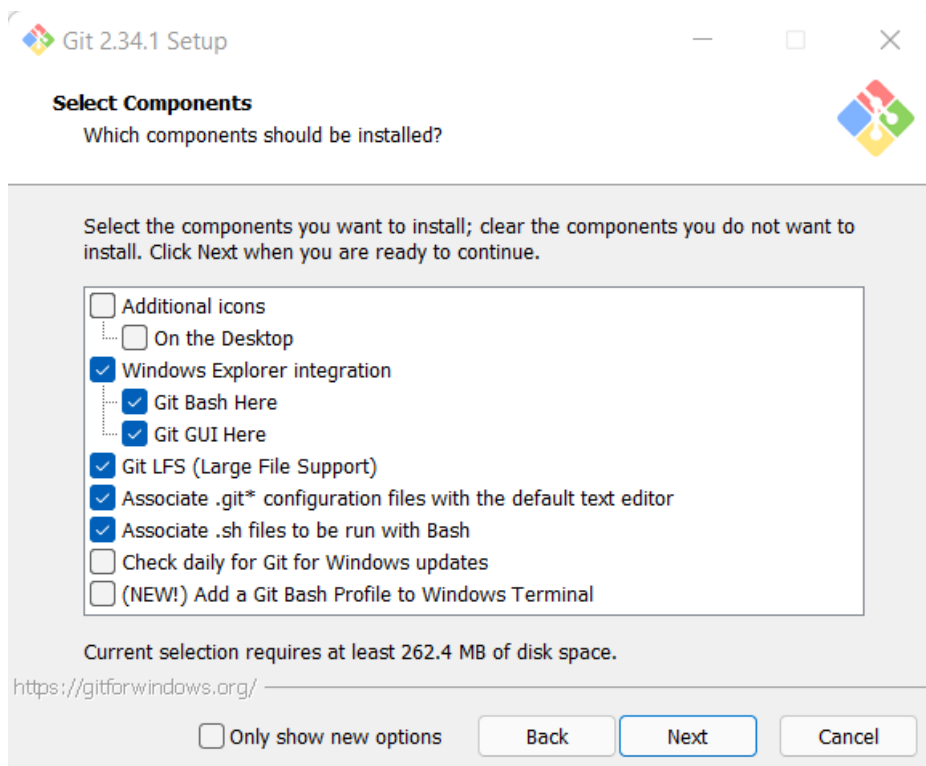 Git 2.34.1 Setup
Select Components
Which components should be installed?
Select the components you want to install; clear the components you do not want to
install. Click Next when you are ready to continue.
Additional icons
On the Desktop
Windows Explorer integration
Git Bash Here
Git GUI Here
Git LFS (Large File Support)
Associate .git* configuration files with the default text editor
Associate .sh files to be run with Bash
Check daily for Git for Windows updates
(NEW!) Add a Git Bash Profile to Windows Terminal
Current selection requires at least 262.4 MB of disk space.
https://gitforwindows.org/
Only show new options Back Next Cancel